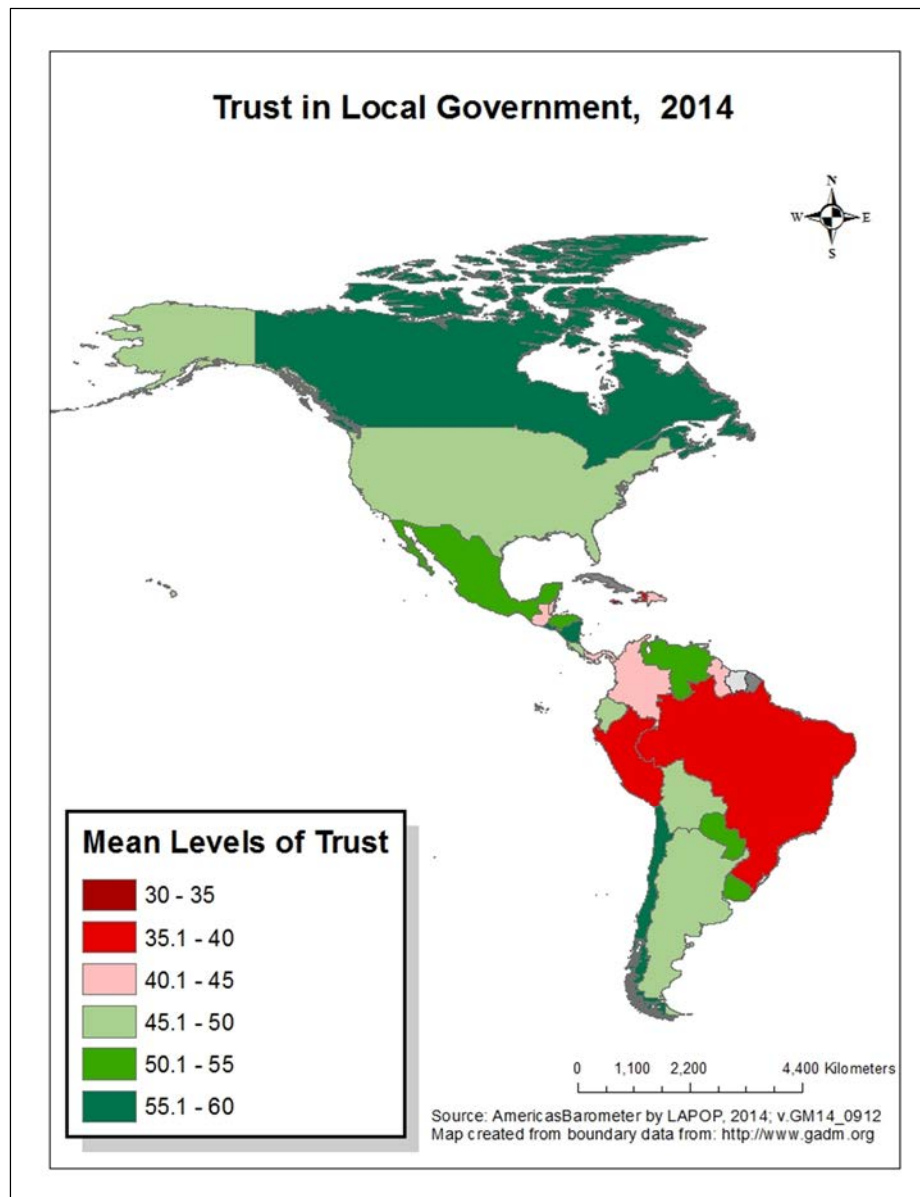 Trust in Local Government, 2014
N
W E
S
Mean Levels of Trust
30 - 35
35.1 - 40
40.1 - 45
45.1 - 50
50.1 - 55
55.1 - 60
0 1,100 2,200 4,400 Kilometers
Source: AmericasBarometer by LAPOP, 2014; v.GM14_0912
Map created from boundary data from: http://www.gadm.org